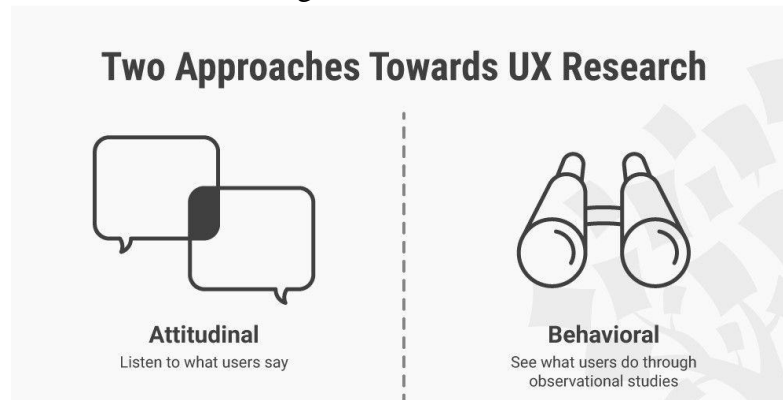 Two Approaches Towards UX Research
Attitudinal
Listen to what users say
Behavioral
See what users do through
observational studies